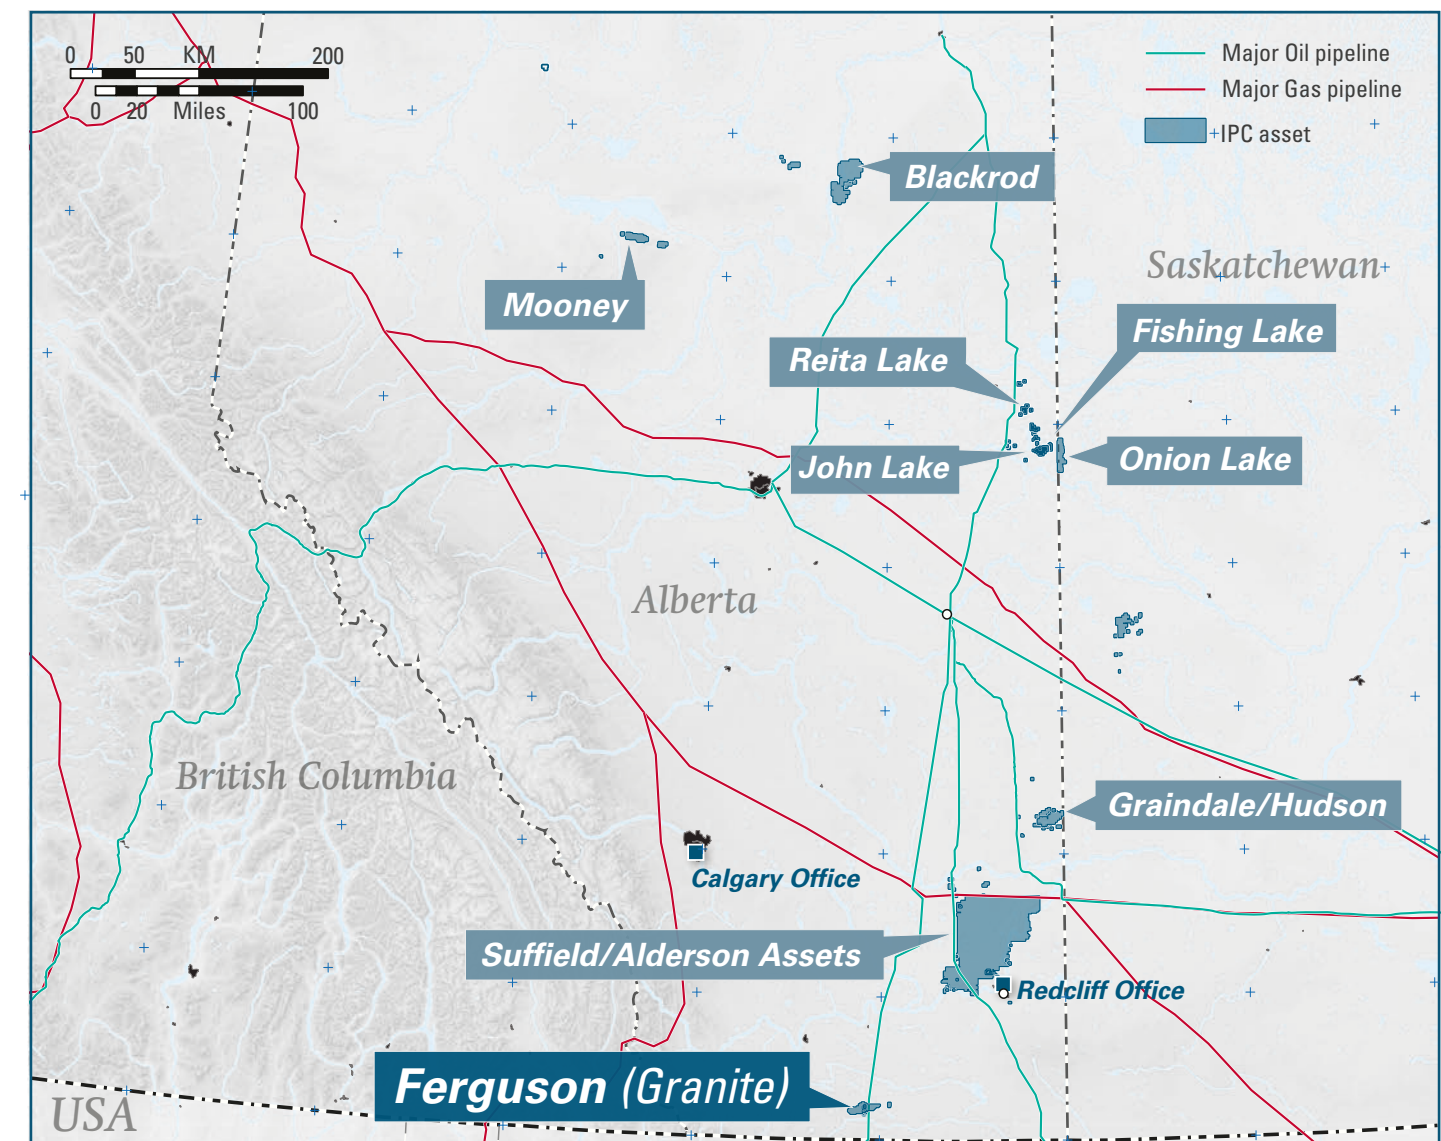 0 50 KM 200
0 20 Miles 100
Major Oil pipeline
Major Gas pipeline
IPC asset
Blackrod
Saskatchewan
Mooney
Fishing Lake
Reita Lake
John Lake
Onion Lake
Alberta
British Columbia
Graindale/Hudson
Calgary Office
Suffield/Alderson Assets
Redcliff Office
Ferguson (Granite)
USA